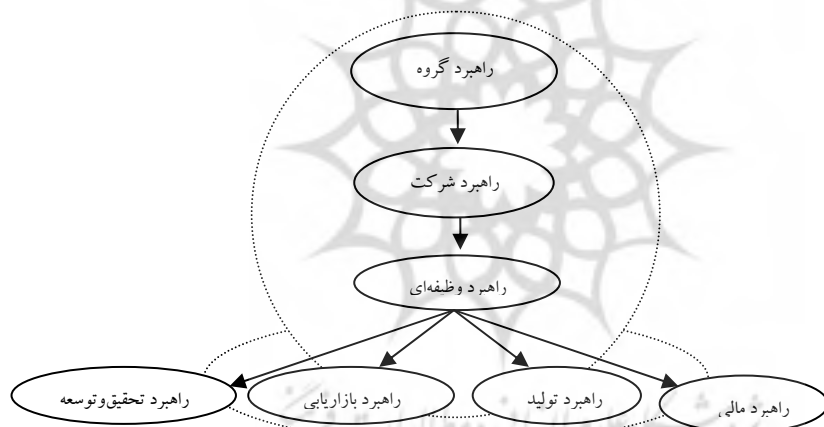 راهبرد گروه
راهبرد شرکت
راهبرد وظیفه‌ای
راهبرد مالی
راهبرد تولید
راهبرد بازاریابی
راهبرد تحقیق‌وتوسعه